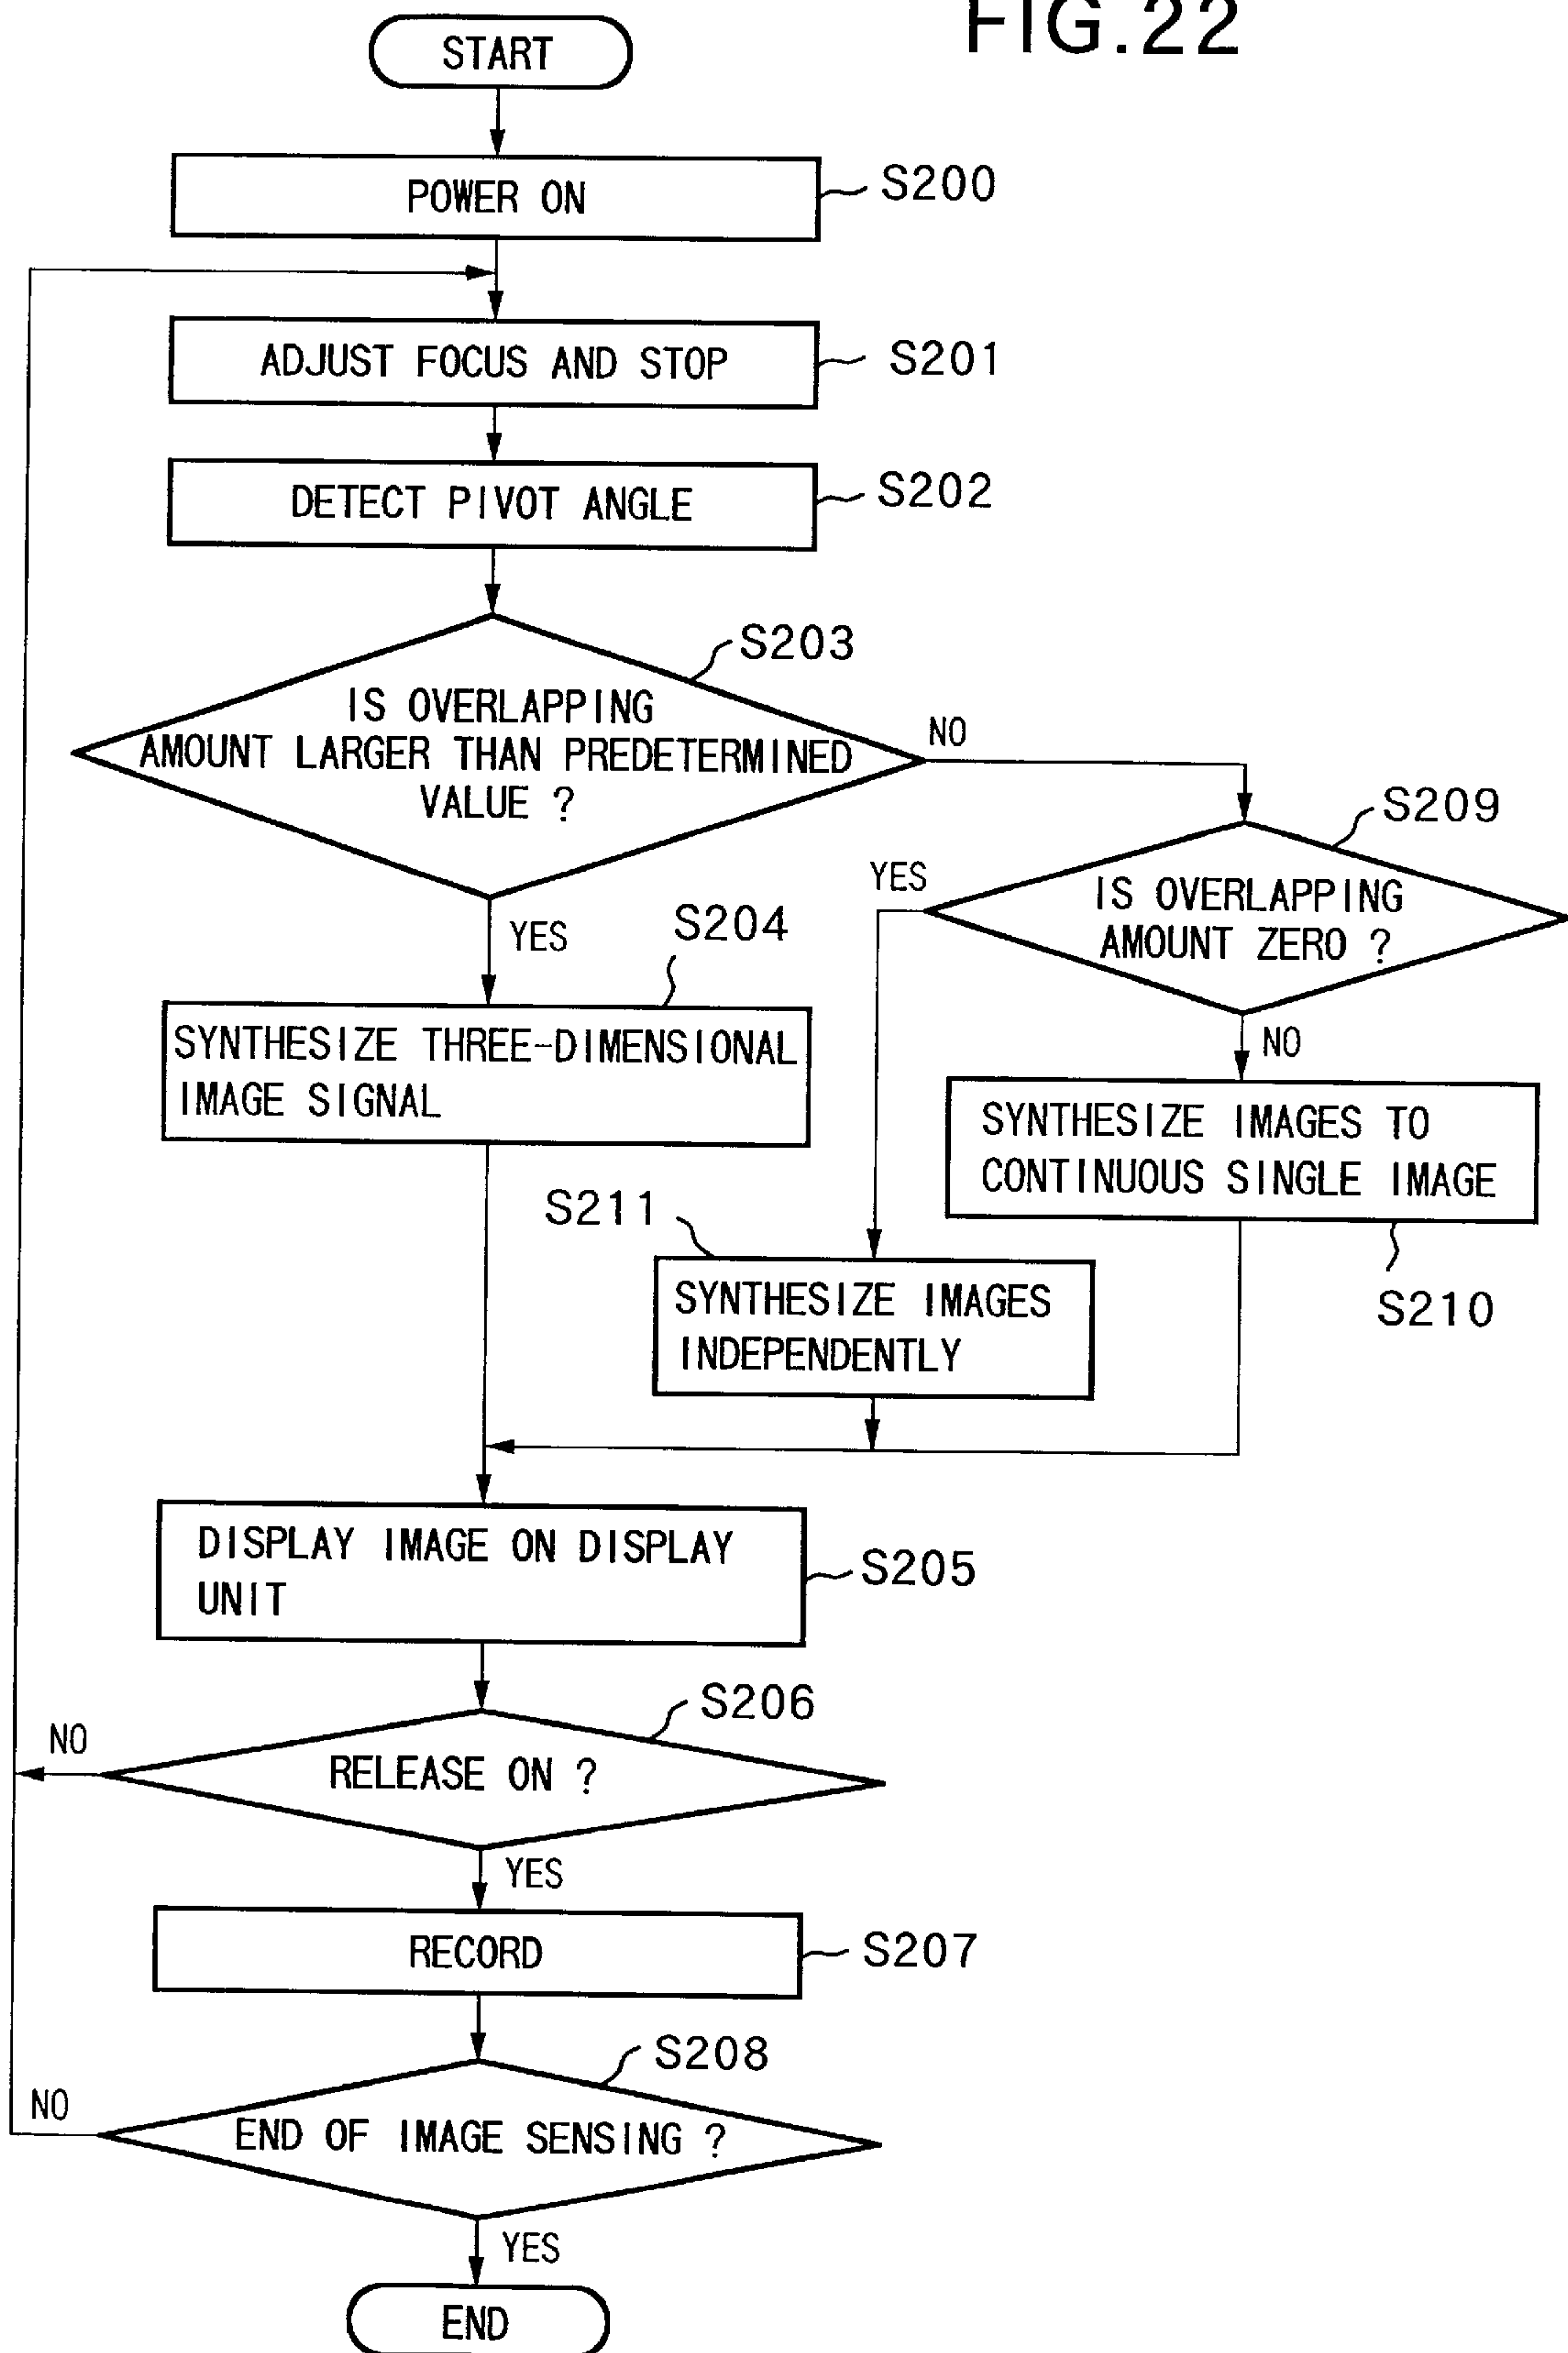 FIG.22
START
POWER ON
S200
ADJUST FOCUS AND STOP
S201
DETECT PIVOT ANGLE
S202
S203
IS OVERLAPPING
AMOUNT LARGER THAN PREDETERMINED
VALUE ?
NO
YES
S209
IS OVERLAPPING
AMOUNT ZERO ?
YES
NO
S204
SYNTHESIZE THREE-DIMENSIONAL
IMAGE SIGNAL
SYNTHESIZE IMAGES TO
CONTINUOUS SINGLE IMAGE
S210
S211
SYNTHESIZE IMAGES
INDEPENDENTLY
DISPLAY IMAGE ON DISPLAY
UNIT
S205
S206
RELEASE ON ?
NO
YES
RECORD
S207
S208
END OF IMAGE SENSING ?
NO
YES
END